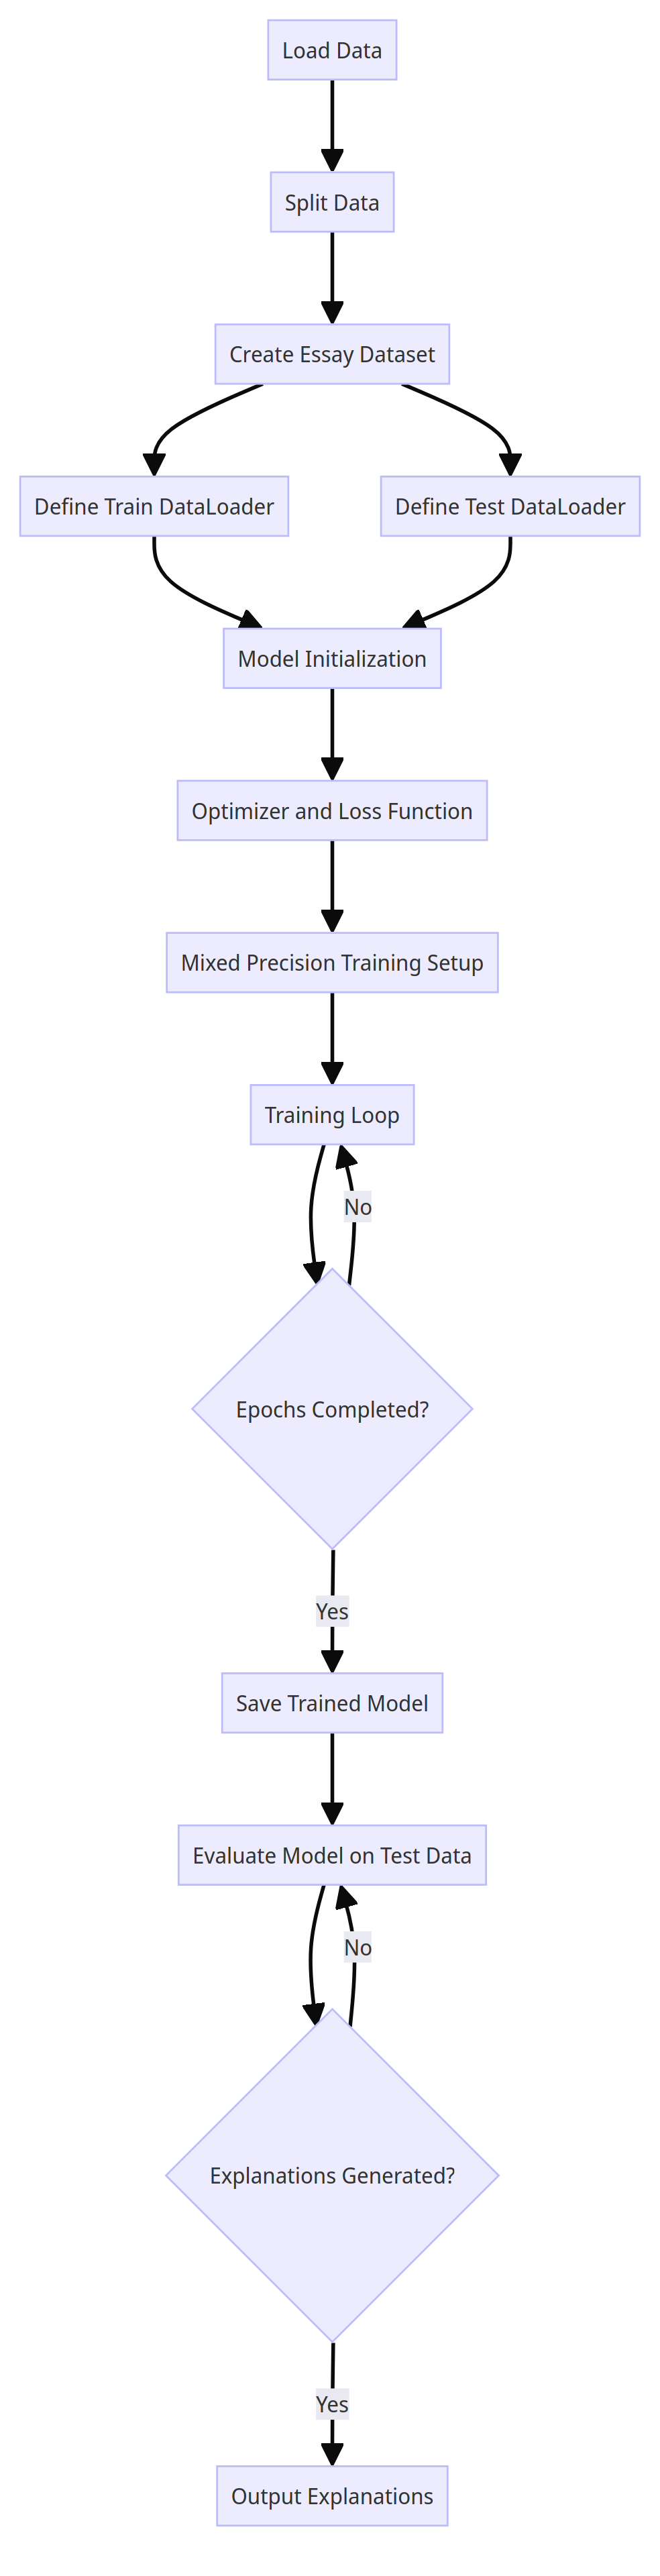 Load Data
Split Data
Create Essay Dataset
Define Train DataLoader
Define Test DataLoader
Model Initialization
Optimizer and Loss Function
Mixed Precision Training Setup
Training Loop
No
Epochs Completed?
Yes
Save Trained Model
Evaluate Model on Test Data
No
Explanations Generated?
Yes
Output Explanations